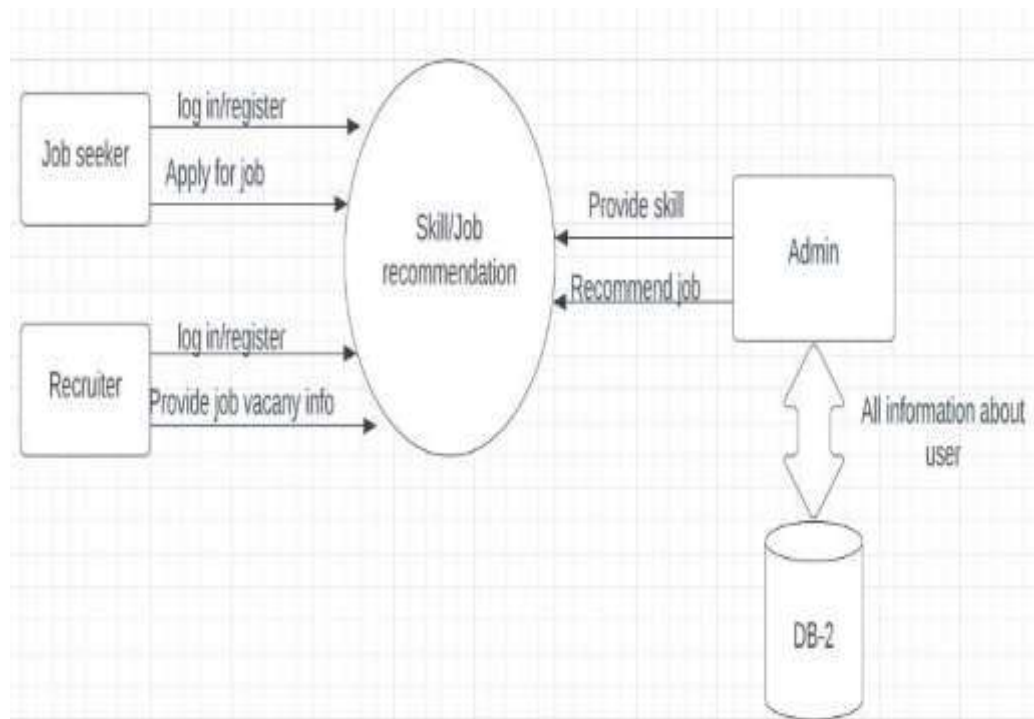 log in/register
Job seeker
Apply for job
Skill/Job
recommendation
Provide skill
Admin
Recommend job
log in/register
Recruiter
Provide job vacany info
All information about
user
DB-2